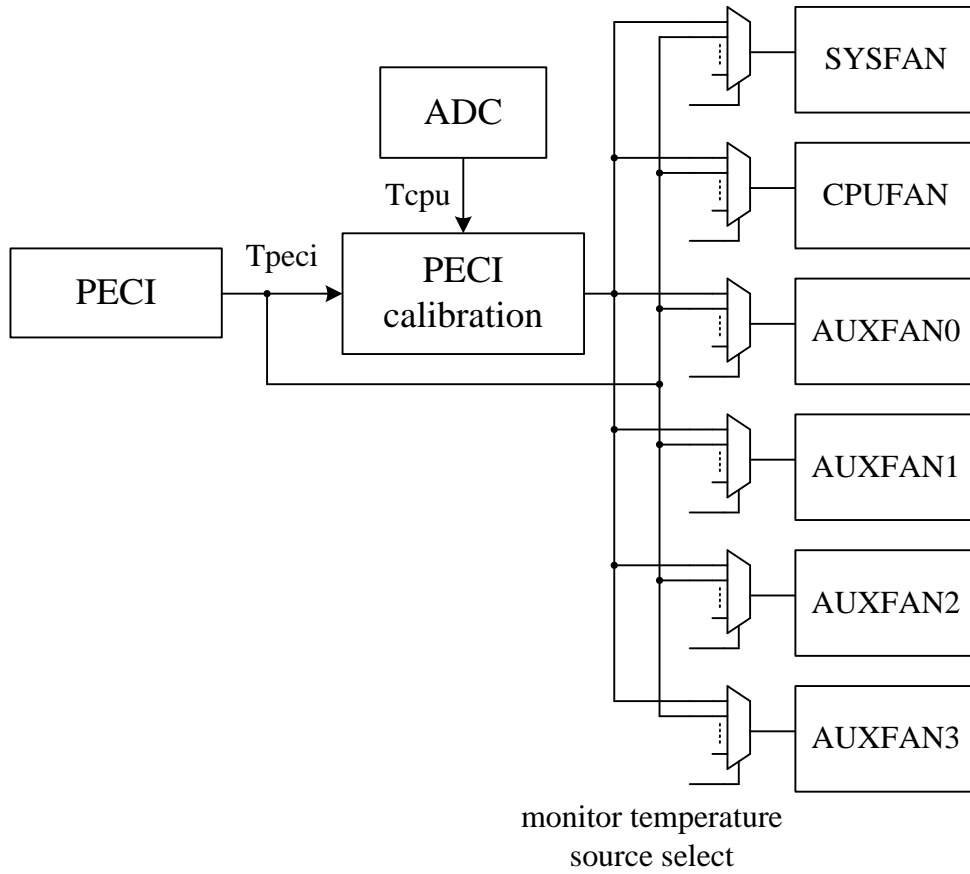 SYSFAN
ADC
Tcpu
CPUFAN
Tpeci
PECI
PECI
calibration
AUXFAN0
AUXFAN1
AUXFAN2
AUXFAN3
monitor temperature
source select